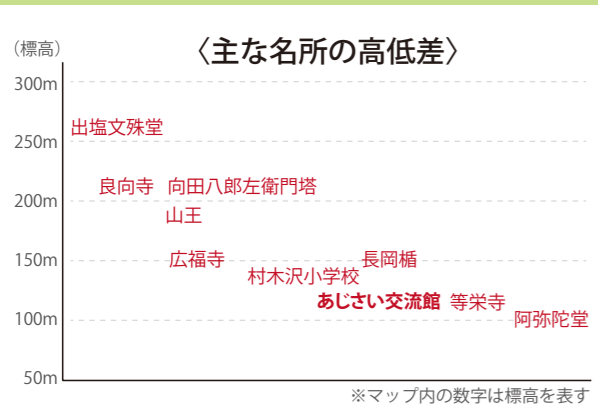 〈主な名所の高低差〉
（標高）
300m
出塩文殊堂
250m
良向寺 向田八郎左衛門塔
200m
山王
広福寺 長岡楯
150m
村木沢小学校
あじさい交流館 等栄寺
100m
阿弥陀堂
50m
※マップ内の数字は標高を表す